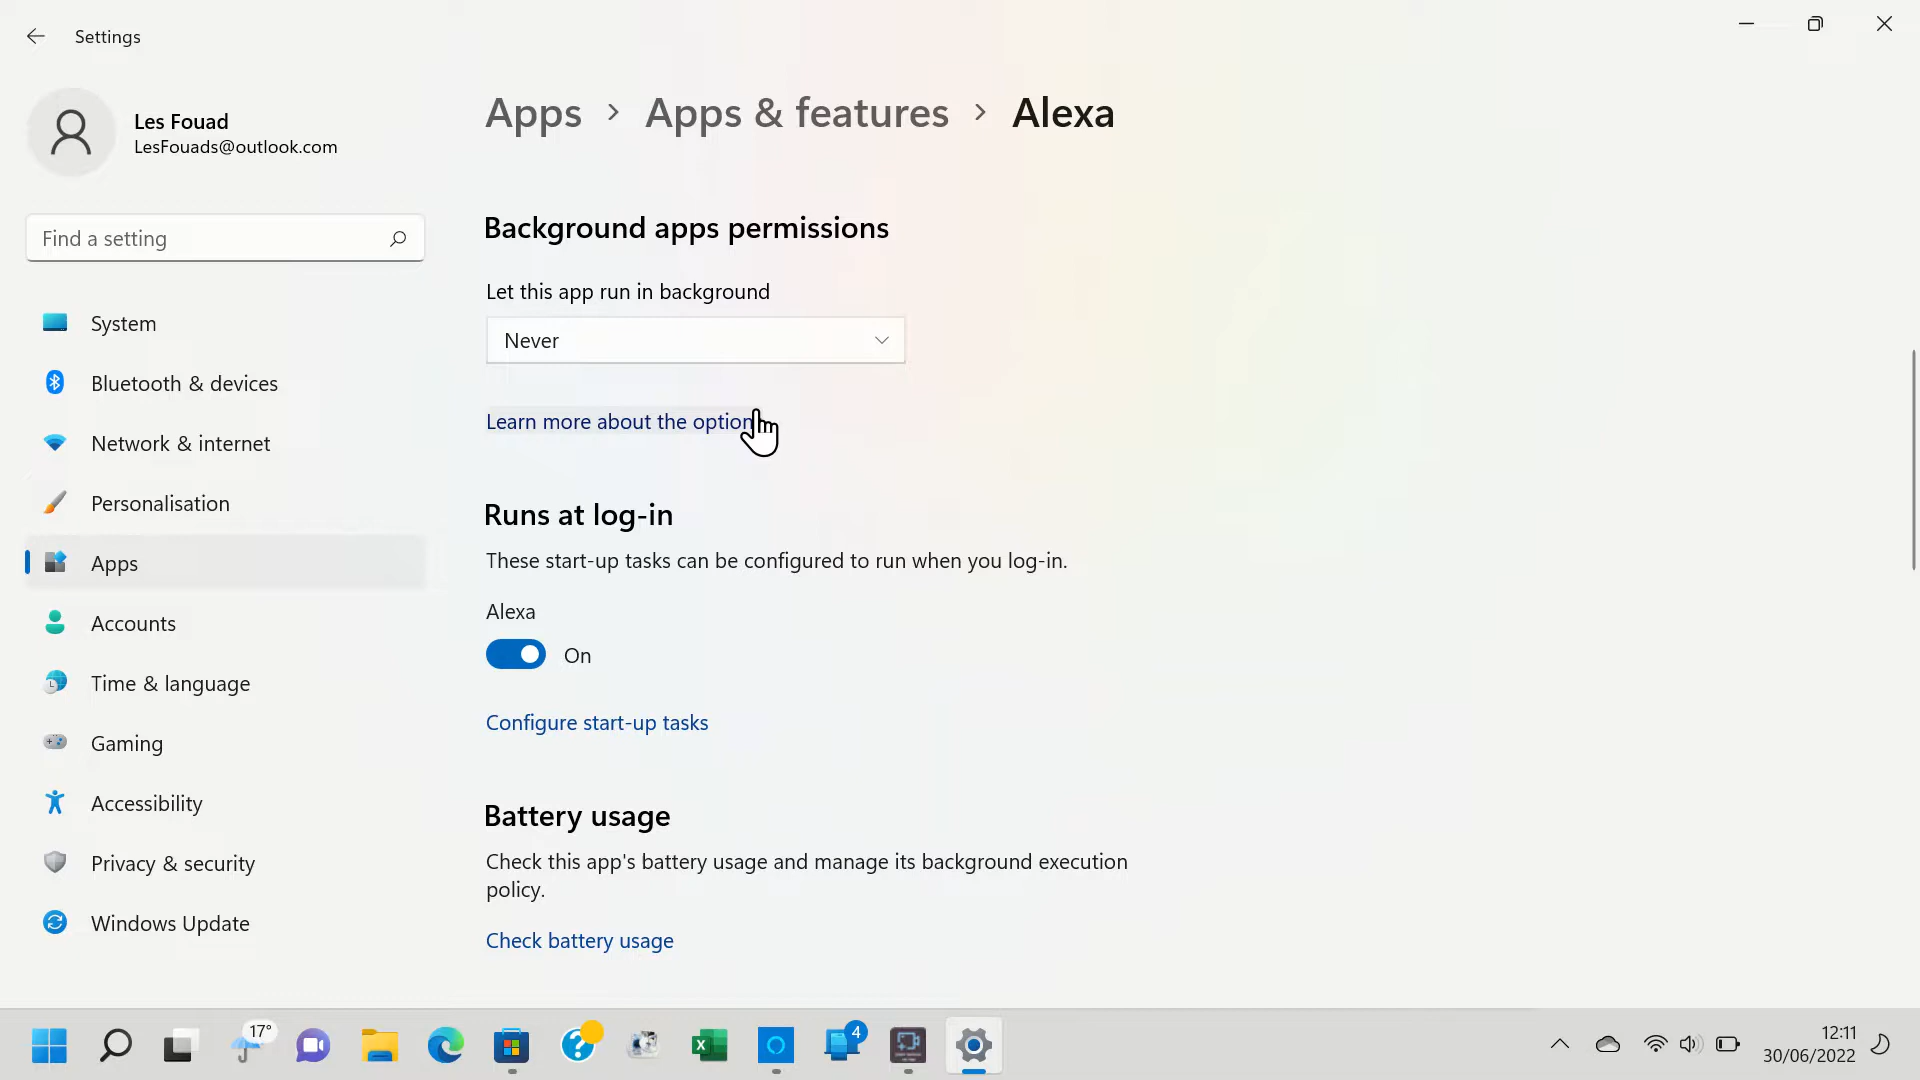 Settings
Les Fouad
LesFouads@outlook.com
Find a setting
System
Bluetooth & devices
Network & internet
Personalisation
Apps
Accounts
Time & language
Gaming
Accessibility
Privacy & security
Windows Update
Apps > Apps & features > Alexa
Background apps permissions
Let this app run in background
Never
Learn more about the option
Runs at log-in
These start-up tasks can be configured to run when you log-in.
Alexa
On
Configure start-up tasks
Battery usage
Check this app's battery usage and manage its background execution
policy.
Check battery usage
17°
4
12:11
30/06/2022